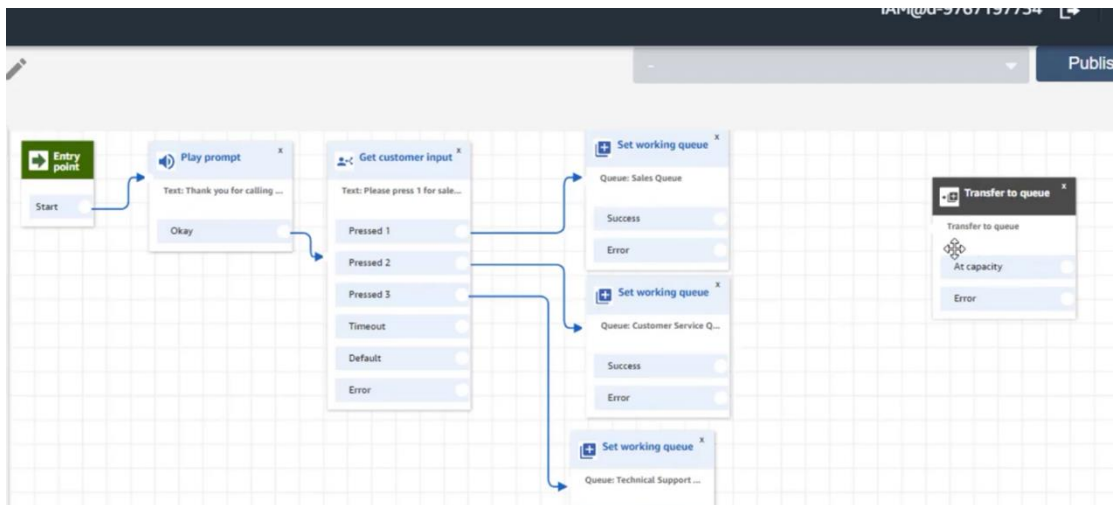 IAM@d-9767197754
-
Publis
Entry
point
Start
Play prompt
x
Text: Thank you for calling ...
Okay
Get customer input
x
Text: Please press 1 for sale...
Pressed 1
Pressed 2
Pressed 3
Timeout
Default
Error
Set working queue
x
Queue: Sales Queue
Success
Error
Set working queue
x
Queue: Customer Service Q...
Success
Error
Set working queue
x
Queue: Technical Support ...
Transfer to queue
x
Transfer to queue
At capacity
Error